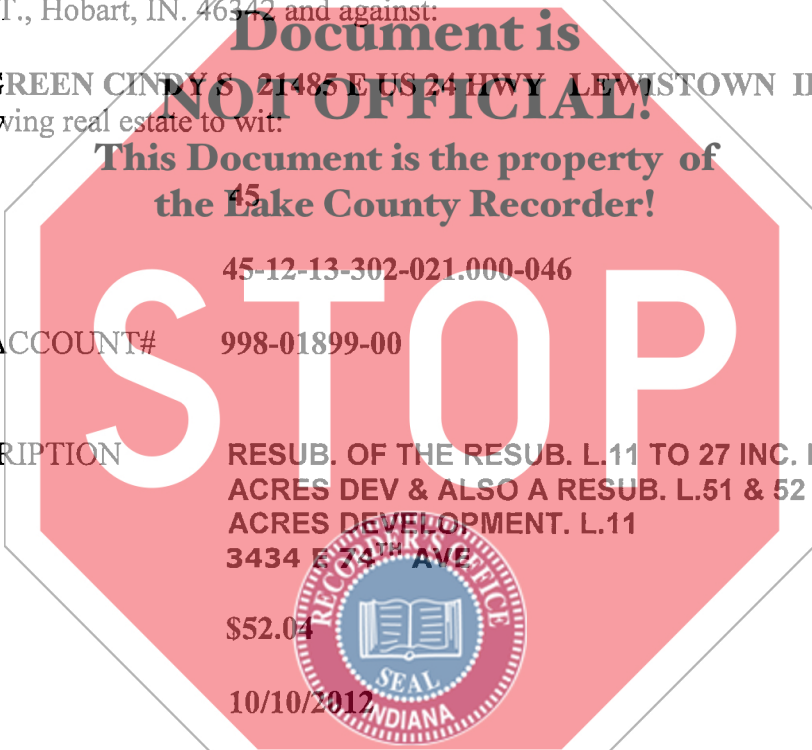 T., Hobart, IN. 46342 and against:
Document is
GREEN CINDY S 21485 E US 24 HWY LEWISTOWN
NOT OFFICIAL!
wing real estate to wit:
This Document is the property of
45
the Lake County Recorder!
45-12-13-302-021.000-046
STOP
ACCOUNT# 998-01899-00
RIPTION RESUB. OF THE RESUB. L.11 TO 27 INC.
ACRES DEV & ALSO A RESUB. L.51 & 52
ACRES DEVELOPMENT. L.11
3434 E 74TH AVE
RECORDER'S OFFICE
$52.04
SEAL
10/10/2012
INDIANA